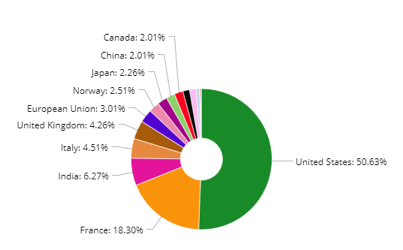 Canada: 2.01%
China: 2.01%
Japan: 2.26%
Norway: 2.51%
European Union: 3.01%
United Kingdom: 4.26%
Italy: 4.51%
India: 6.27%
France: 18.30%
United States: 50.63%